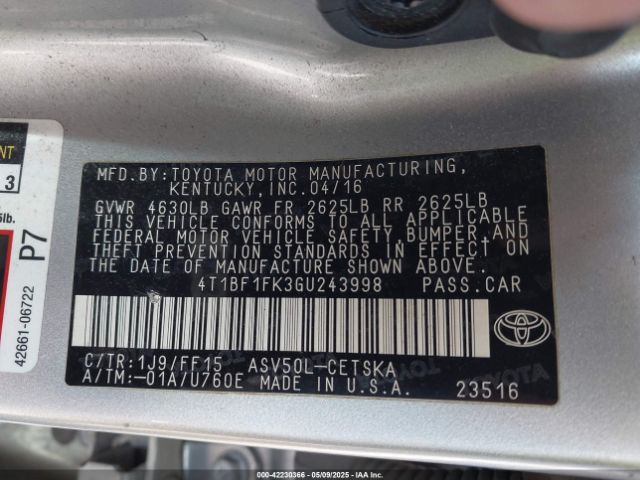 MFD.BY:TOYOTA MOTOR MANUFACTURING,
KENTUCKY,INC.04/16
GVWR 4630LB GAWR FR 2625LB RR 2625LB
THIS VEHICLE CONFORMS TO ALL APPLICABLE
FEDERAL MOTOR VEHICLE SAFETY,BUMPER,AND
THEFT PREVENTION STANDARDS IN EFFECT ON
THE DATE OF MANUFACTURE SHOWN ABOVE.
4T1BF1FK3GU243998 PASS.CAR
C/TR:1J9/FF15 ASV50L-CETSKA
A/TM:-01A/U760E MADE IN U.S.A. 23516
TOYOTA
3
P7
42661-06722
000-42230366 - 05/09/2025 - IAAI